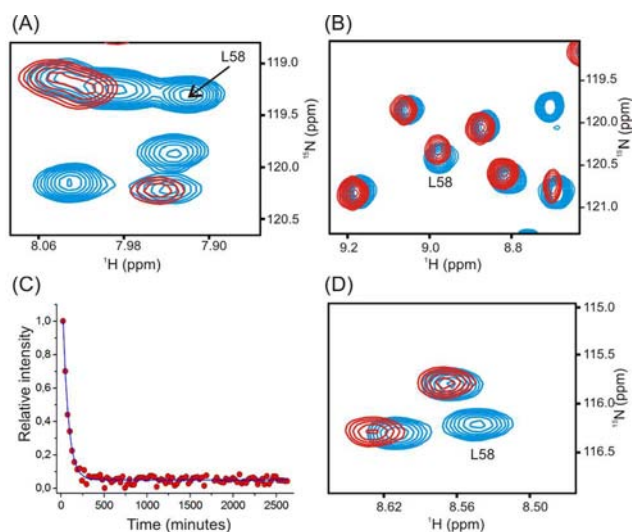 (A)
L58
119.0
119.5
120.0
120.5
¹⁵N (ppm)
8.06 7.98 7.90
¹H (ppm)
(B)
L58
119.5
120.0
120.5
121.0
¹⁵N (ppm)
9.2 9.0 8.8
¹H (ppm)
(C)
Relative intensity
1,0
0,8
0,6
0,4
0,2
0,0
0 500 1000 1500 2000 2500
Time (minutes)
(D)
L58
115.0
115.5
116.0
116.5
¹⁵N (ppm)
8.62 8.56 8.50
¹H (ppm)